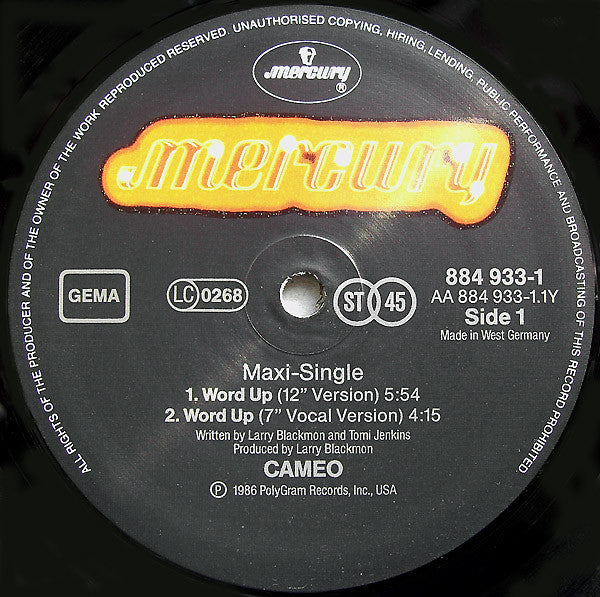 ALL RIGHTS OF THE PRODUCER AND OF THE OWNER OF THE WORK REPRODUCED RESERVED. UNAUTHORISED COPYING, HIRING, LENDING, PUBLIC PERFORMANCE AND BROADCASTING OF THIS RECORD PROHIBITED
mercury ®
mercury
GEMA
LC 0268
ST 45
884 933-1
AA 884 933-1.1Y
Side 1
Made in West Germany
Maxi-Single
1. Word Up (12" Version) 5:54
2. Word Up (7" Vocal Version) 4:15
Written by Larry Blackmon and Tomi Jenkins
Produced by Larry Blackmon
CAMEO
℗ 1986 PolyGram Records, Inc., USA